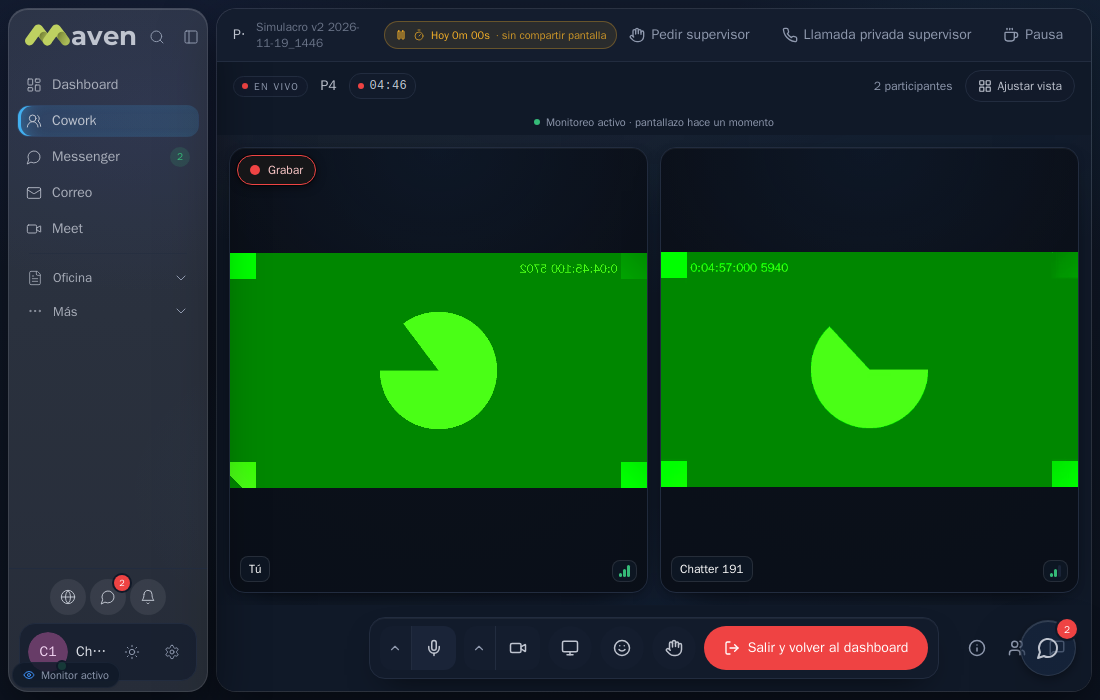 Maven
Dashboard
Cowork
Messenger 2
Correo
Meet
Oficina
Más
2
C1 Ch···
Monitor activo
P· Simulacro v2 2026-
11-19_1446
Hoy 0m 00s · sin compartir pantalla
Pedir supervisor
Llamada privada supervisor
Pausa
EN VIVO P4 04:46
2 participantes
Ajustar vista
Monitoreo activo · pantallazo hace un momento
Grabar
0:04:45:100 5702
Tú
0:04:57:000 5940
Chatter 191
Salir y volver al dashboard
2